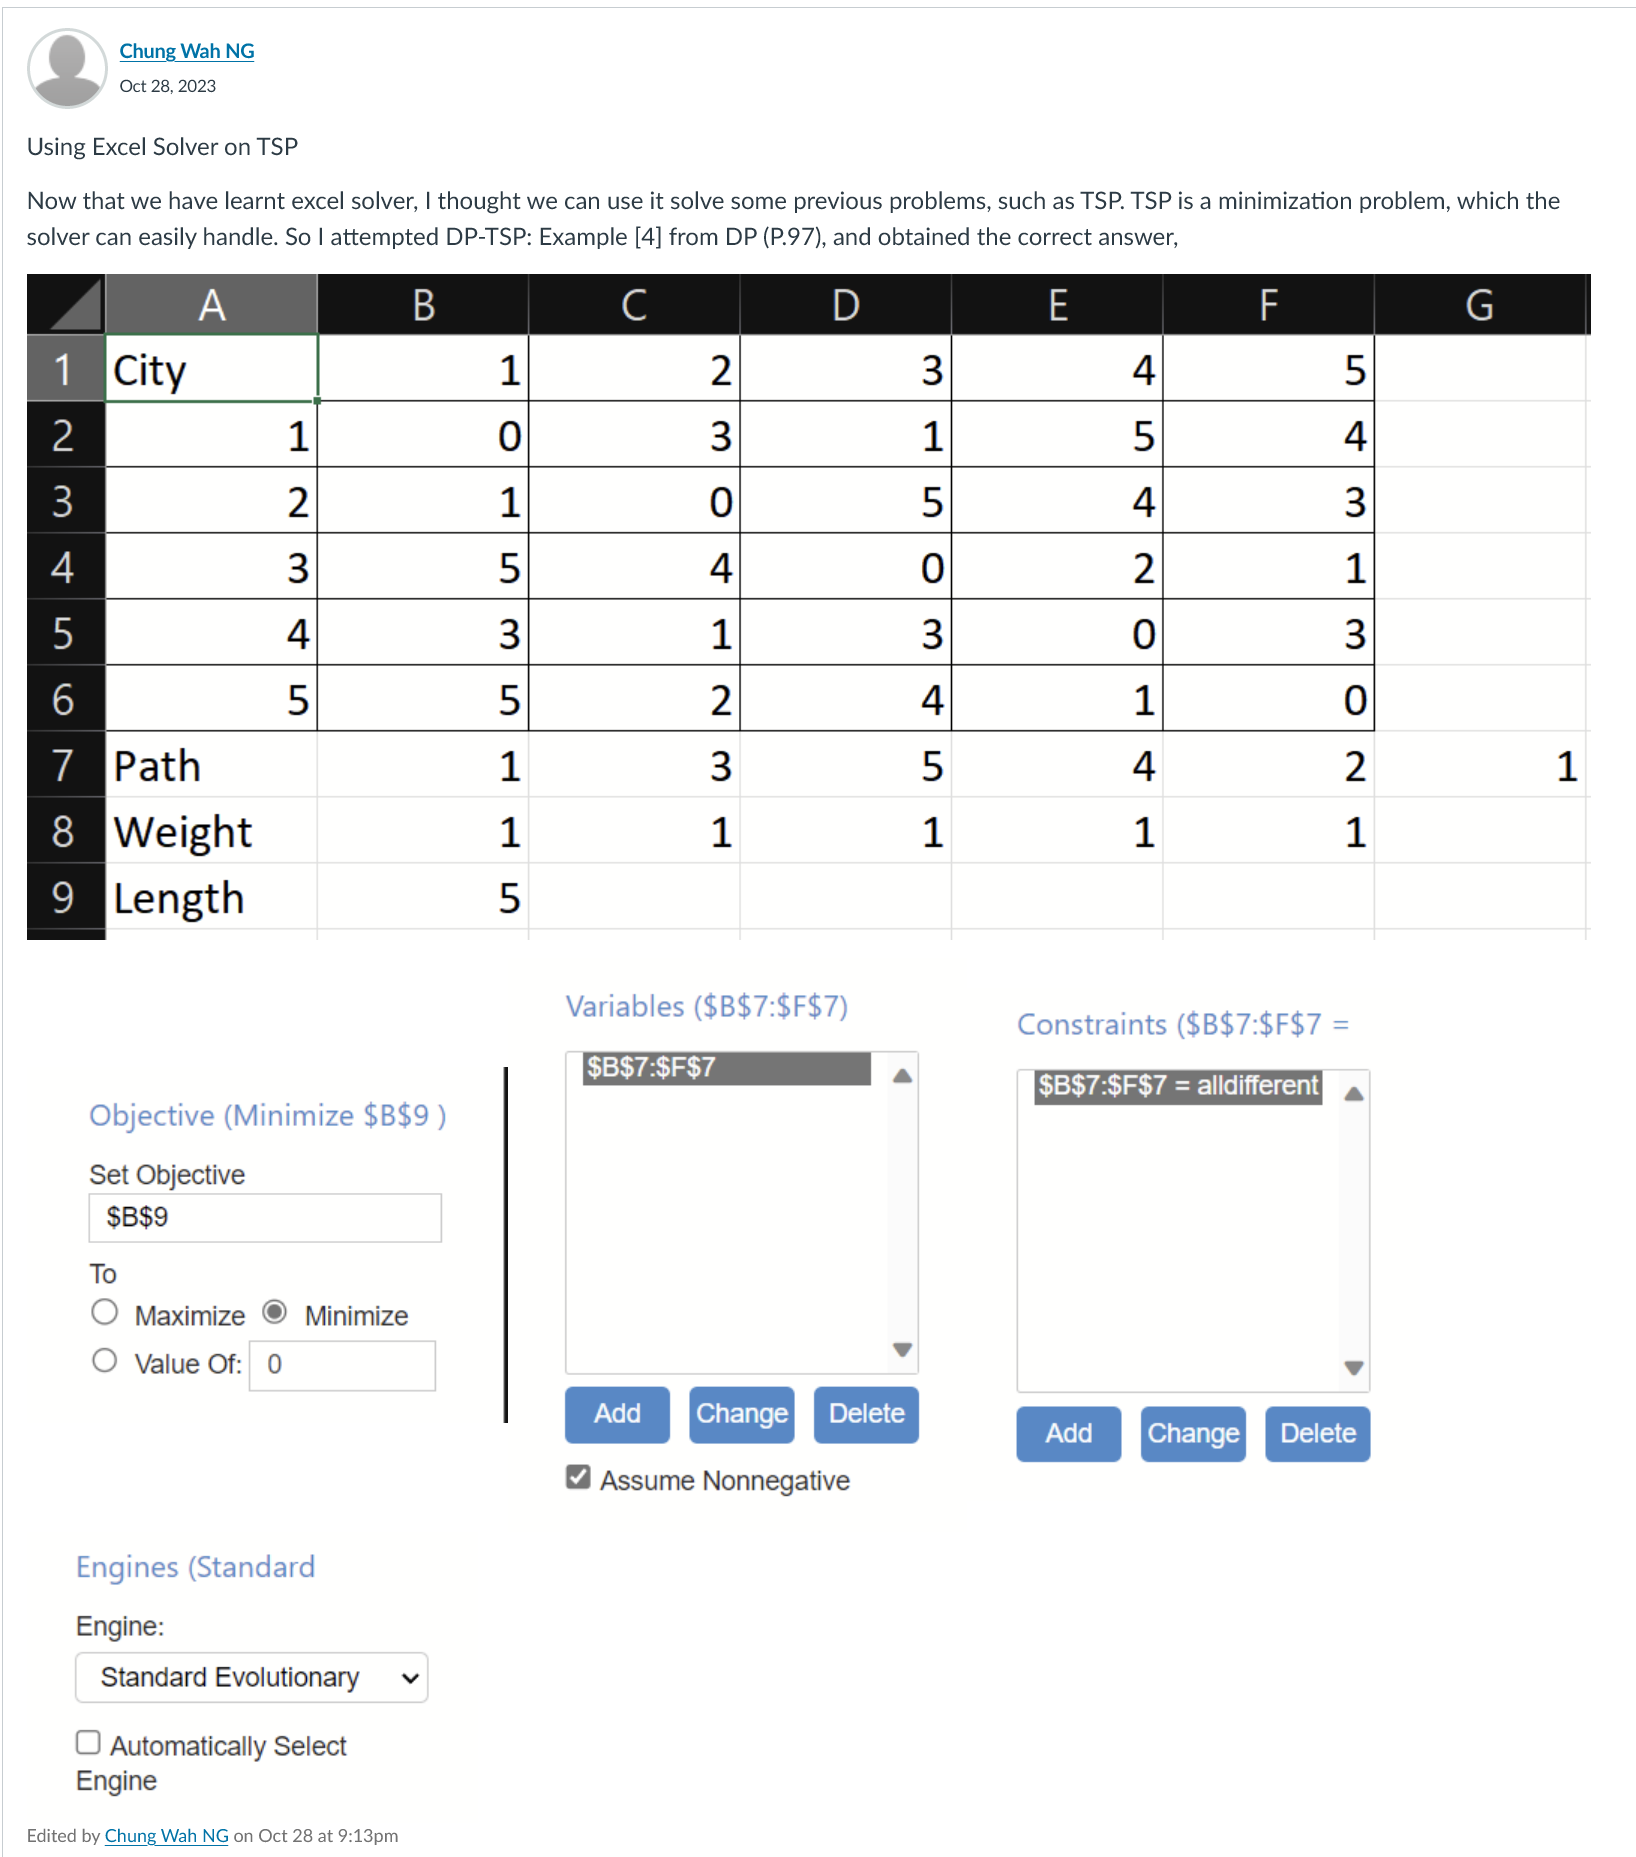 Chung Wah NG
Oct 28, 2023
Using Excel Solver on TSP
Now that we have learnt excel solver, I thought we can use it solve some previous problems, such as TSP. TSP is a minimization problem, which the
solver can easily handle. So I attempted DP-TSP: Example [4] from DP (P.97), and obtained the correct answer,
A B C D E F G
1 City 1 2 3 4 5
2 1 0 3 1 5 4
3 2 1 0 5 4 3
4 3 5 4 0 2 1
5 4 3 1 3 0 3
6 5 5 2 4 1 0
7 Path 1 3 5 4 2 1
8 Weight 1 1 1 1 1
9 Length 5
Objective (Minimize $B$9 )
Set Objective
$B$9
To
Maximize Minimize
Value Of: 0
Variables ($B$7:$F$7)
$B$7:$F$7
Add Change Delete
Assume Nonnegative
Constraints ($B$7:$F$7 =
$B$7:$F$7 = alldifferent
Add Change Delete
Engines (Standard
Engine:
Standard Evolutionary
Automatically Select
Engine
Edited by Chung Wah NG on Oct 28 at 9:13pm